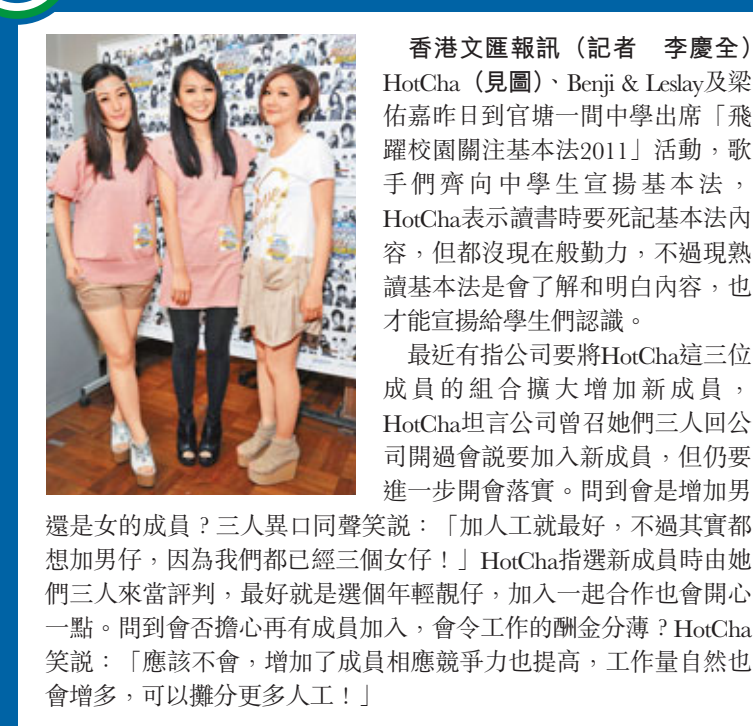 香港文匯報訊（記者　李慶全）
HotCha（見圖）、Benji & Leslay及梁
佑嘉昨日到官塘一間中學出席「飛
躍校園關注基本法2011」活動，歌
手們齊向中學生宣揚基本法，
HotCha表示讀書時要死記基本法內
容，但都沒現在般勤力，不過現熟
讀基本法是會了解和明白內容，也
才能宣揚給學生們認識。
最近有指公司要將HotCha這三位
成員的組合擴大增加新成員，
HotCha坦言公司曾召她們三人回公
司開過會説要加入新成員，但仍要
進一步開會落實。問到會是增加男
還是女的成員？三人異口同聲笑説：「加人工就最好，不過其實都
想加男仔，因為我們都已經三個女仔！」HotCha指選新成員時由她
們三人來當評判，最好就是選個年輕靚仔，加入一起合作也會開心
一點。問到會否擔心再有成員加入，會令工作的酬金分薄？HotCha
笑説：「應該不會，增加了成員相應競爭力也提高，工作量自然也
會增多，可以攤分更多人工！」